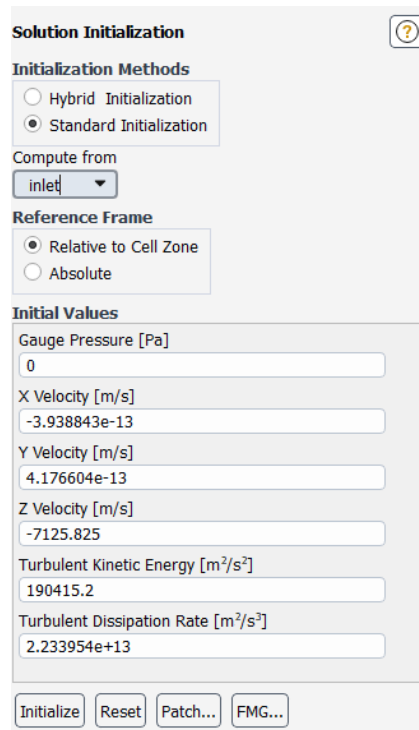 Solution Initialization
?
Initialization Methods
Hybrid Initialization
Standard Initialization
Compute from
inlet
Reference Frame
Relative to Cell Zone
Absolute
Initial Values
Gauge Pressure [Pa]
0
X Velocity [m/s]
-3.938843e-13
Y Velocity [m/s]
4.176604e-13
Z Velocity [m/s]
-7125.825
Turbulent Kinetic Energy [m²/s²]
190415.2
Turbulent Dissipation Rate [m²/s³]
2.233954e+13
Initialize Reset Patch... FMG...